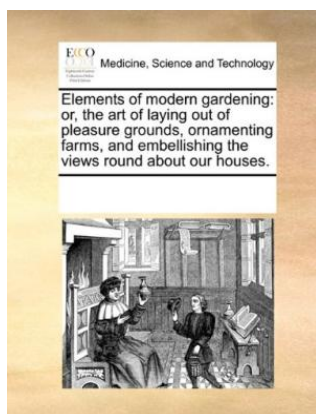 ECCO
Medicine, Science and Technology
Elements of modern gardening:
or, the art of laying out of
pleasure grounds, ornamenting
farms, and embellishing the
views round about our houses.